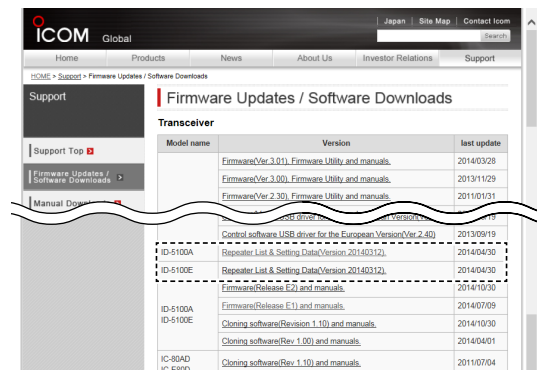 Japan | Site Map | Contact Icom
ICOM Global
Search
Home Products News About Us Investor Relations Support
HOME > Support > Firmware Updates / Software Downloads
Support
Firmware Updates / Software Downloads
Transceiver
Support Top
Firmware Updates /
Software Downloads
Model name Version last update
Firmware(Ver.3.01), Firmware Utility and manuals. 2014/03/28
Firmware(Ver.3.00), Firmware Utility and manuals. 2013/11/29
Firmware(Ver.2.30), Firmware Utility and manuals. 2011/01/31
Manual
USB driver for
Control software USB driver for the European Version(Ver.2.40) 2013/09/19
ID-5100A Repeater List & Setting Data(Version 20140312). 2014/04/30
ID-5100E Repeater List & Setting Data(Version 20140312). 2014/04/30
ID-5100A
ID-5100E
Firmware(Release E2) and manuals. 2014/10/30
Firmware(Release E1) and manuals. 2014/07/09
Cloning software(Revision 1.10) and manuals. 2014/10/30
Cloning software(Rev 1.00) and manuals. 2014/04/01
IC-80AD
Cloning software(Rev 1.10) and manuals. 2011/07/04